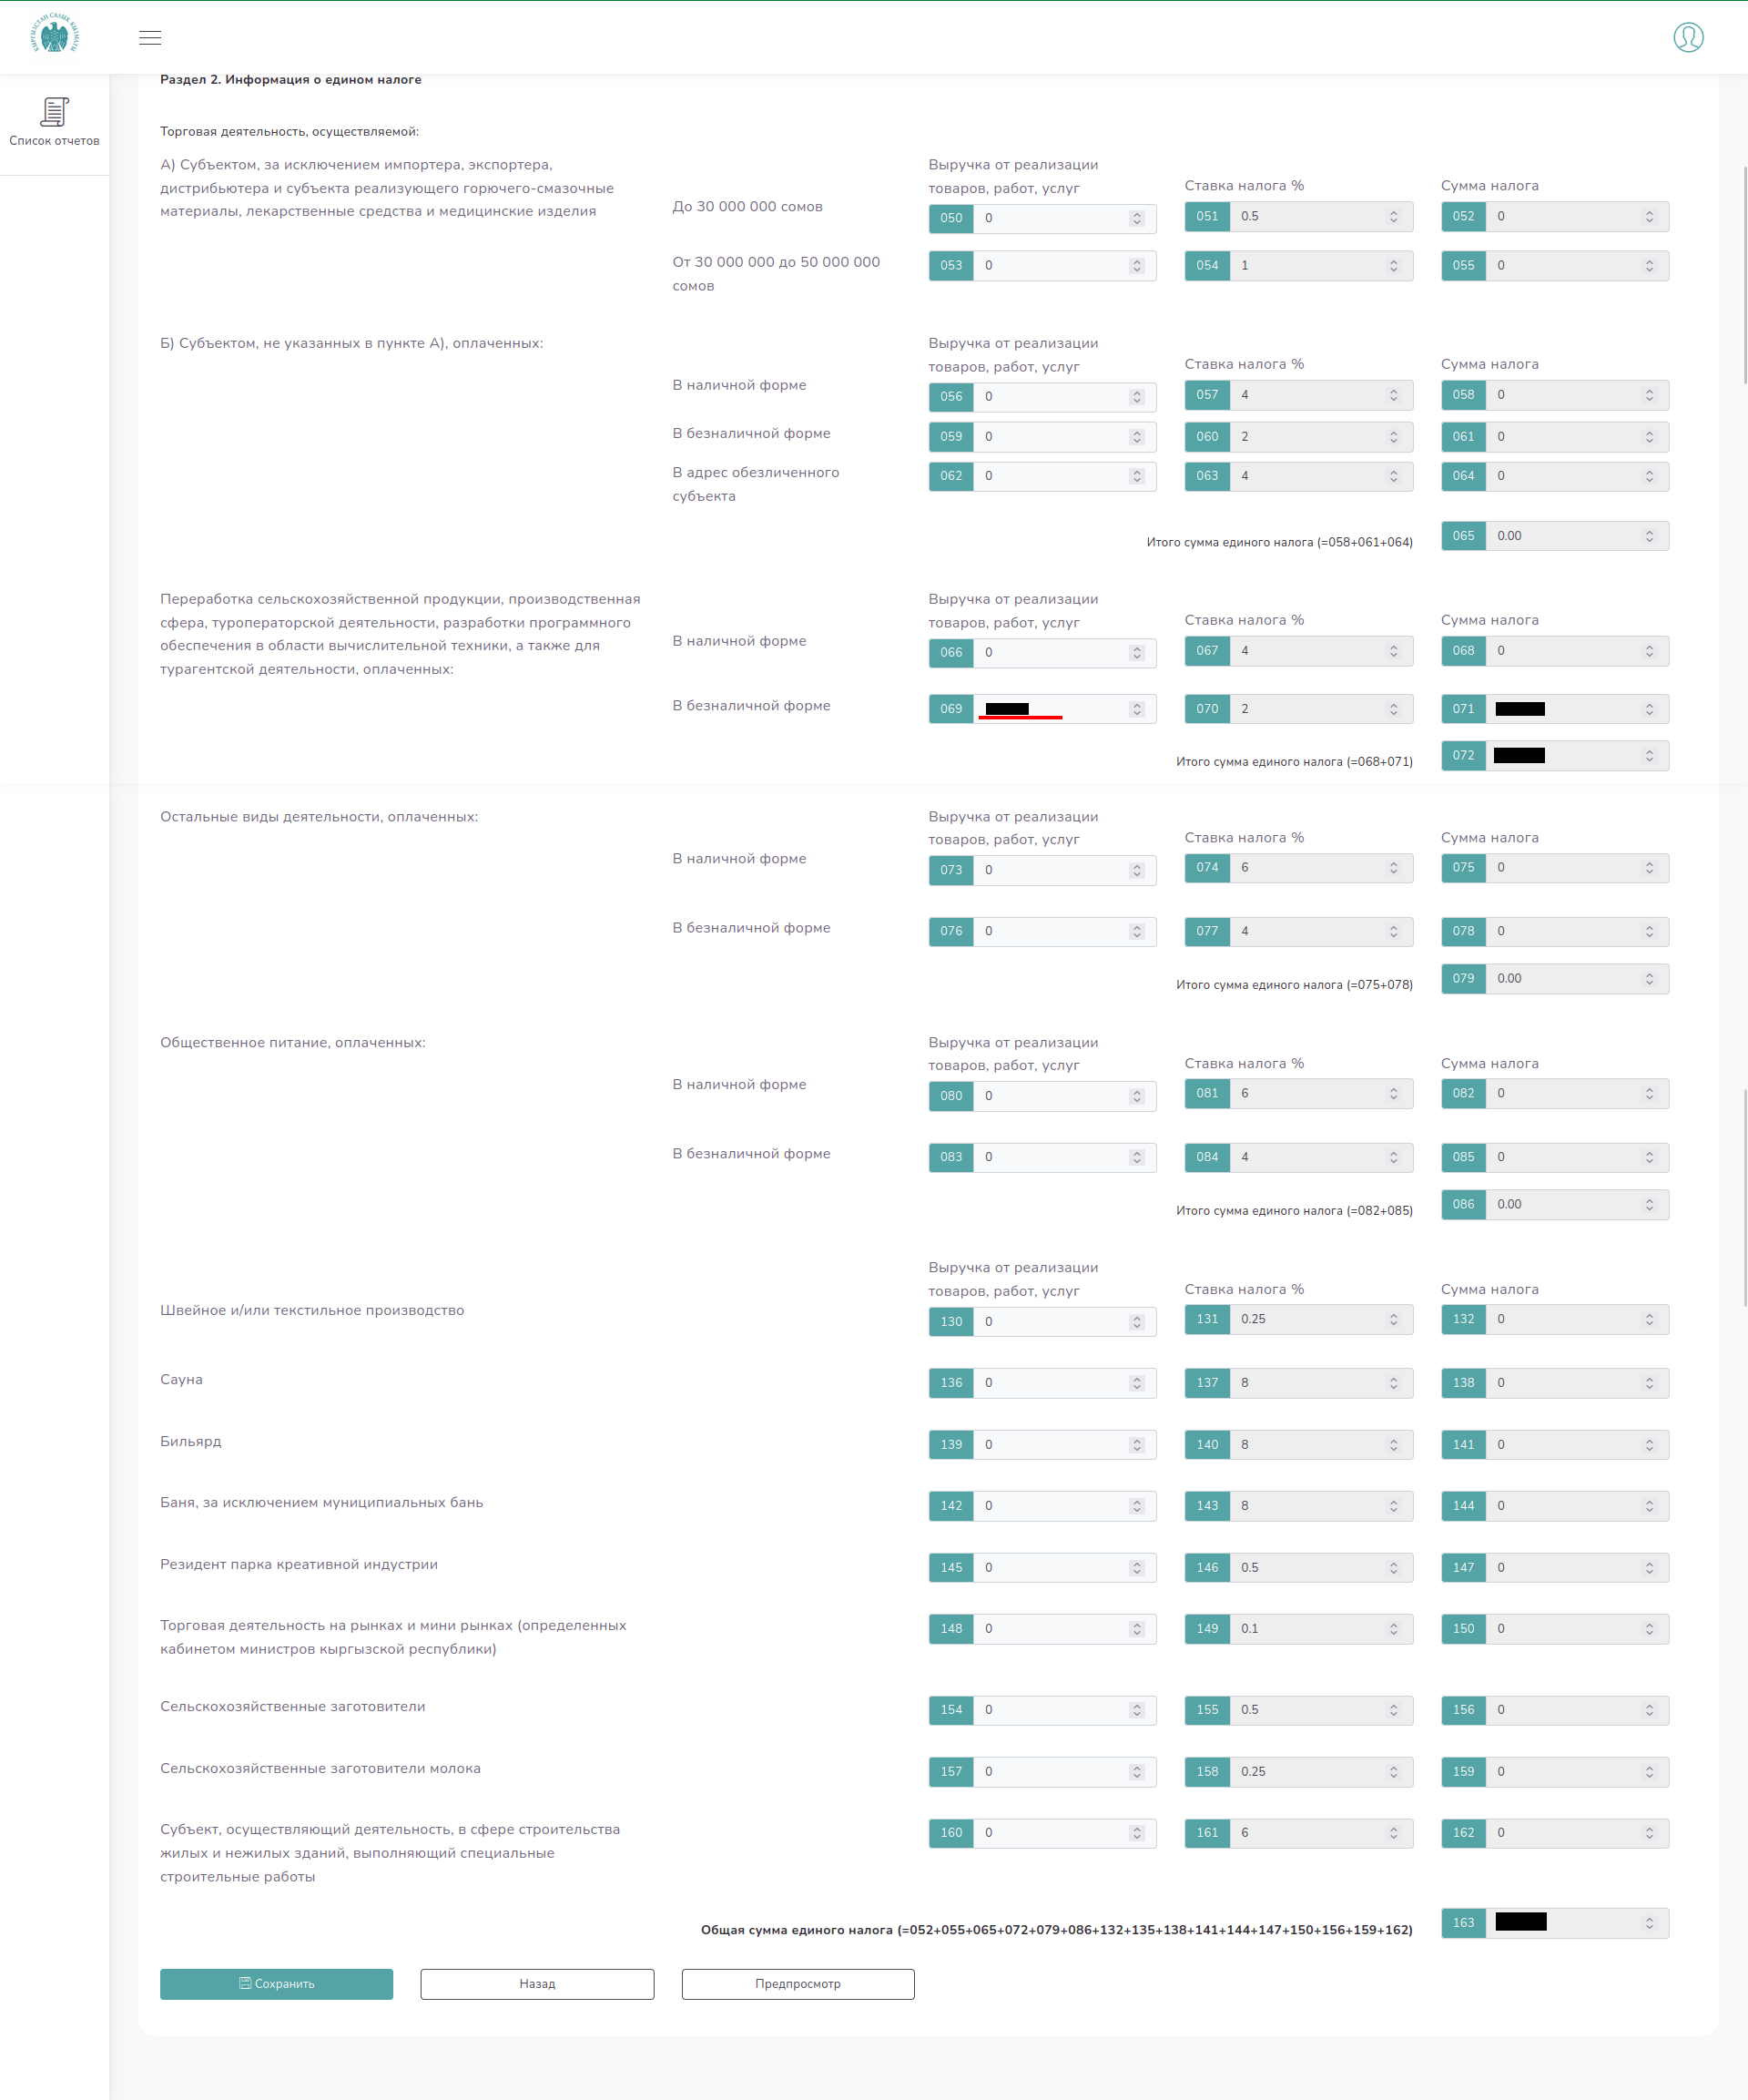 КЫРГЫЗСТАН САЛЫК КЫЗМАТЫ
Список отчетов
Раздел 2. Информация о едином налоге
Торговая деятельность, осуществляемой:
А) Субъектом, за исключением импортера, экспортера,
дистрибьютера и субъекта реализующего горючего-смазочные
материалы, лекарственные средства и медицинские изделия
До 30 000 000 сомов
Выручка от реализации
товаров, работ, услуг
050 0
Ставка налога %
051 0.5
Сумма налога
052 0
От 30 000 000 до 50 000 000
сомов
053 0
054 1
055 0
Б) Субъектом, не указанных в пункте А), оплаченных:
В наличной форме
Выручка от реализации
товаров, работ, услуг
056 0
Ставка налога %
057 4
Сумма налога
058 0
В безналичной форме
059 0
060 2
061 0
В адрес обезличенного
субъекта
062 0
063 4
064 0
Итого сумма единого налога (=058+061+064)
065 0.00
Переработка сельскохозяйственной продукции, производственная
сфера, туроператорской деятельности, разработки программного
обеспечения в области вычислительной техники, а также для
турагентской деятельности, оплаченных:
В наличной форме
Выручка от реализации
товаров, работ, услуг
066 0
Ставка налога %
067 4
Сумма налога
068 0
В безналичной форме
069
070 2
071
Итого сумма единого налога (=068+071)
072
Остальные виды деятельности, оплаченных:
В наличной форме
Выручка от реализации
товаров, работ, услуг
073 0
Ставка налога %
074 6
Сумма налога
075 0
В безналичной форме
076 0
077 4
078 0
Итого сумма единого налога (=075+078)
079 0.00
Общественное питание, оплаченных:
В наличной форме
Выручка от реализации
товаров, работ, услуг
080 0
Ставка налога %
081 6
Сумма налога
082 0
В безналичной форме
083 0
084 4
085 0
Итого сумма единого налога (=082+085)
086 0.00
Швейное и/или текстильное производство
Выручка от реализации
товаров, работ, услуг
130 0
Ставка налога %
131 0.25
Сумма налога
132 0
Сауна
136 0
137 8
138 0
Бильярд
139 0
140 8
141 0
Баня, за исключением муниципиальных бань
142 0
143 8
144 0
Резидент парка креативной индустрии
145 0
146 0.5
147 0
Торговая деятельность на рынках и мини рынках (определенных
кабинетом министров кыргызской республики)
148 0
149 0.1
150 0
Сельскохозяйственные заготовители
154 0
155 0.5
156 0
Сельскохозяйственные заготовители молока
157 0
158 0.25
159 0
Субъект, осуществляющий деятельность, в сфере строительства
жилых и нежилых зданий, выполняющий специальные
строительные работы
160 0
161 6
162 0
Общая сумма единого налога (=052+055+065+072+079+086+132+135+138+141+144+147+150+156+159+162)
163
Сохранить
Назад
Предпросмотр